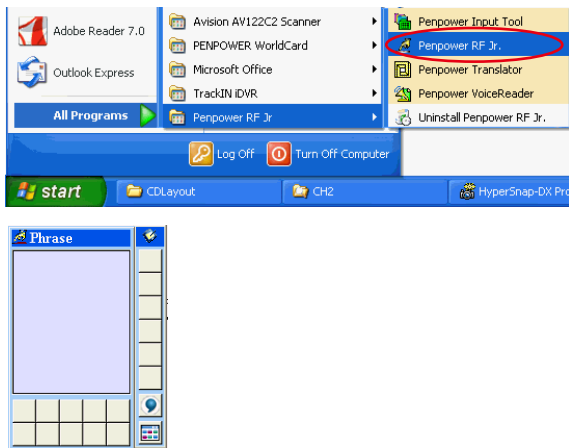 Adobe Reader 7.0
Outlook Express
All Programs
Avision AV122C2 Scanner
PENPOWER WorldCard
Microsoft Office
TrackIN iDVR
Penpower RF Jr
Penpower Input Tool
Penpower RF Jr.
Penpower Translator
Penpower VoiceReader
Uninstall Penpower RF Jr.
Log Off
Turn Off Computer
start
CDLayout
CH2
HyperSnap-DX Pro
Phrase